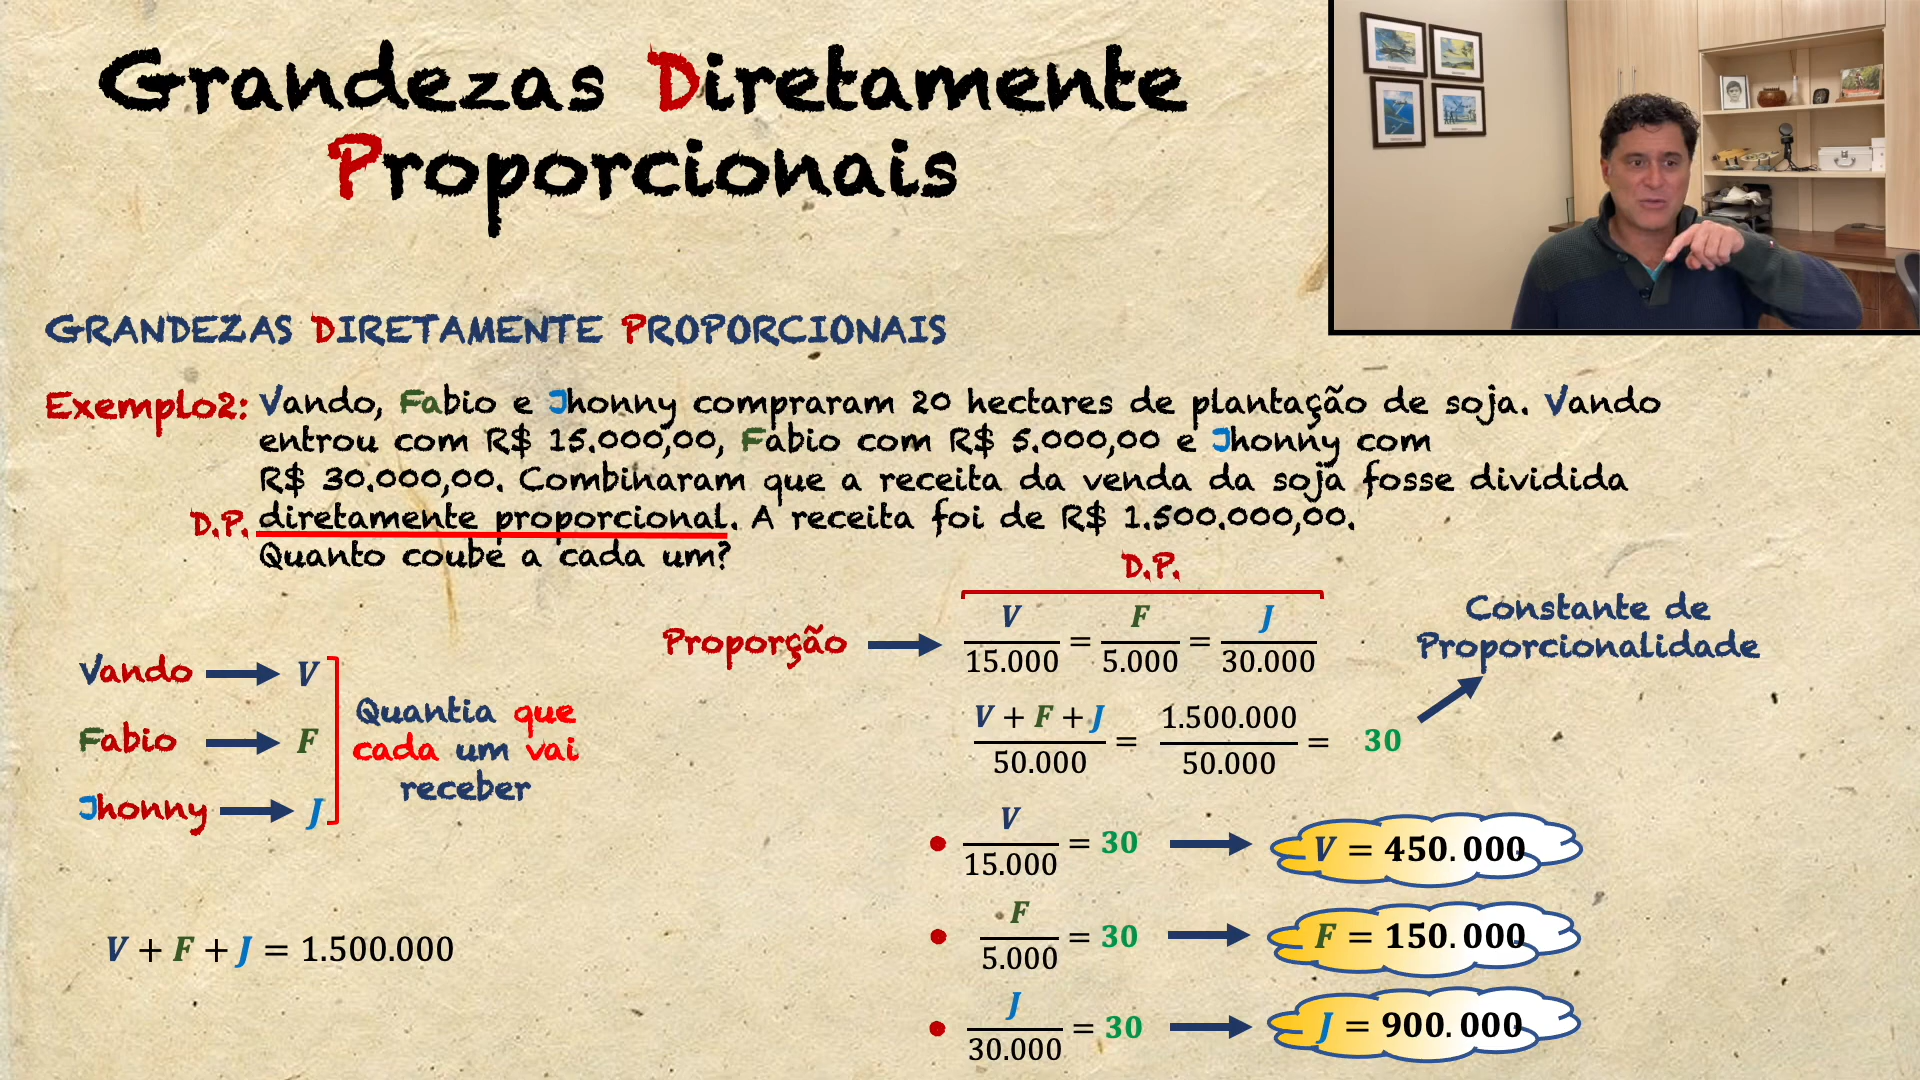 Grandezas Diretamente
Proporcionais
GRANDEZAS DIRETAMENTE PROPORCIONAIS
Exemplo2: Vando, Fabio e Jhonny compraram 20 hectares de plantação de soja. Vando
entrou com R$ 15.000,00, Fabio com R$ 5.000,00 e Jhonny com
R$ 30.000,00. Combinaram que a receita da venda da soja fosse dividida
D.P. diretamente proporcional. A receita foi de R$ 1.500.000,00.
Quanto coube a cada um?
Vando V
Fabio F
Jhonny J
Quantia que
cada um vai
receber
V + F + J = 1.500.000
D.P.
Proporção V/15.000 = F/5.000 = J/30.000
Constante de
Proporcionalidade
V + F + J/50.000 = 1.500.000/50.000 = 30
• V/15.000 = 30 V = 450.000
• F/5.000 = 30 F = 150.000
• J/30.000 = 30 J = 900.000